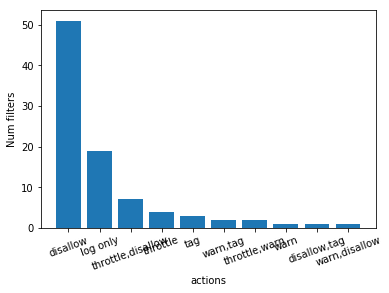 50
40
30
20
10
0
Num filters
disallow
log only
throttle,disallow
throttle
tag
warn,tag
throttle,warn
warn
disallow,tag
warn,disallow
actions